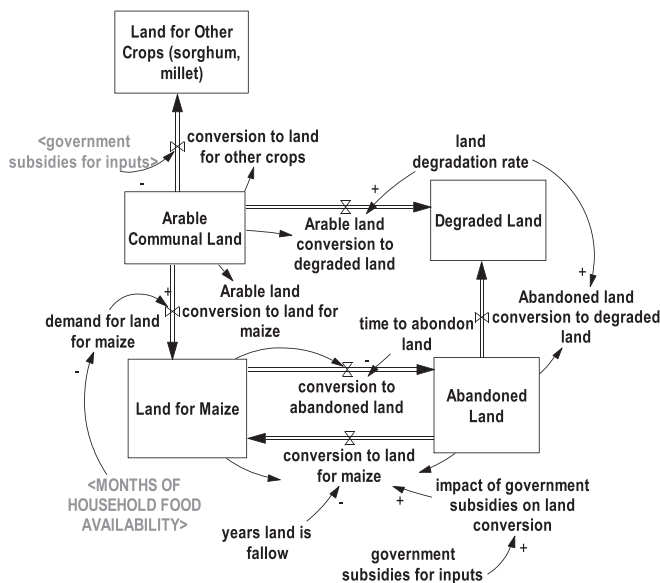 Land for Other
Crops (sorghum,
millet)
<government
subsidies for inputs>
-
conversion to land
for other crops
land
degradation rate
+
Arable
Communal Land
Degraded Land
Arable land
conversion to
degraded land
+
Arable land
conversion to land for
maize
+
demand for land
for maize
-
time to abondon
land
-
Abandoned land
conversion to degraded
land
+
Land for Maize
conversion to
abandoned land
Abandoned
Land
conversion to land
for maize
-
+
<MONTHS OF
HOUSEHOLD FOOD
AVAILABILITY>
years land is
fallow
impact of government
subsidies on land
conversion
+
government
subsidies for inputs